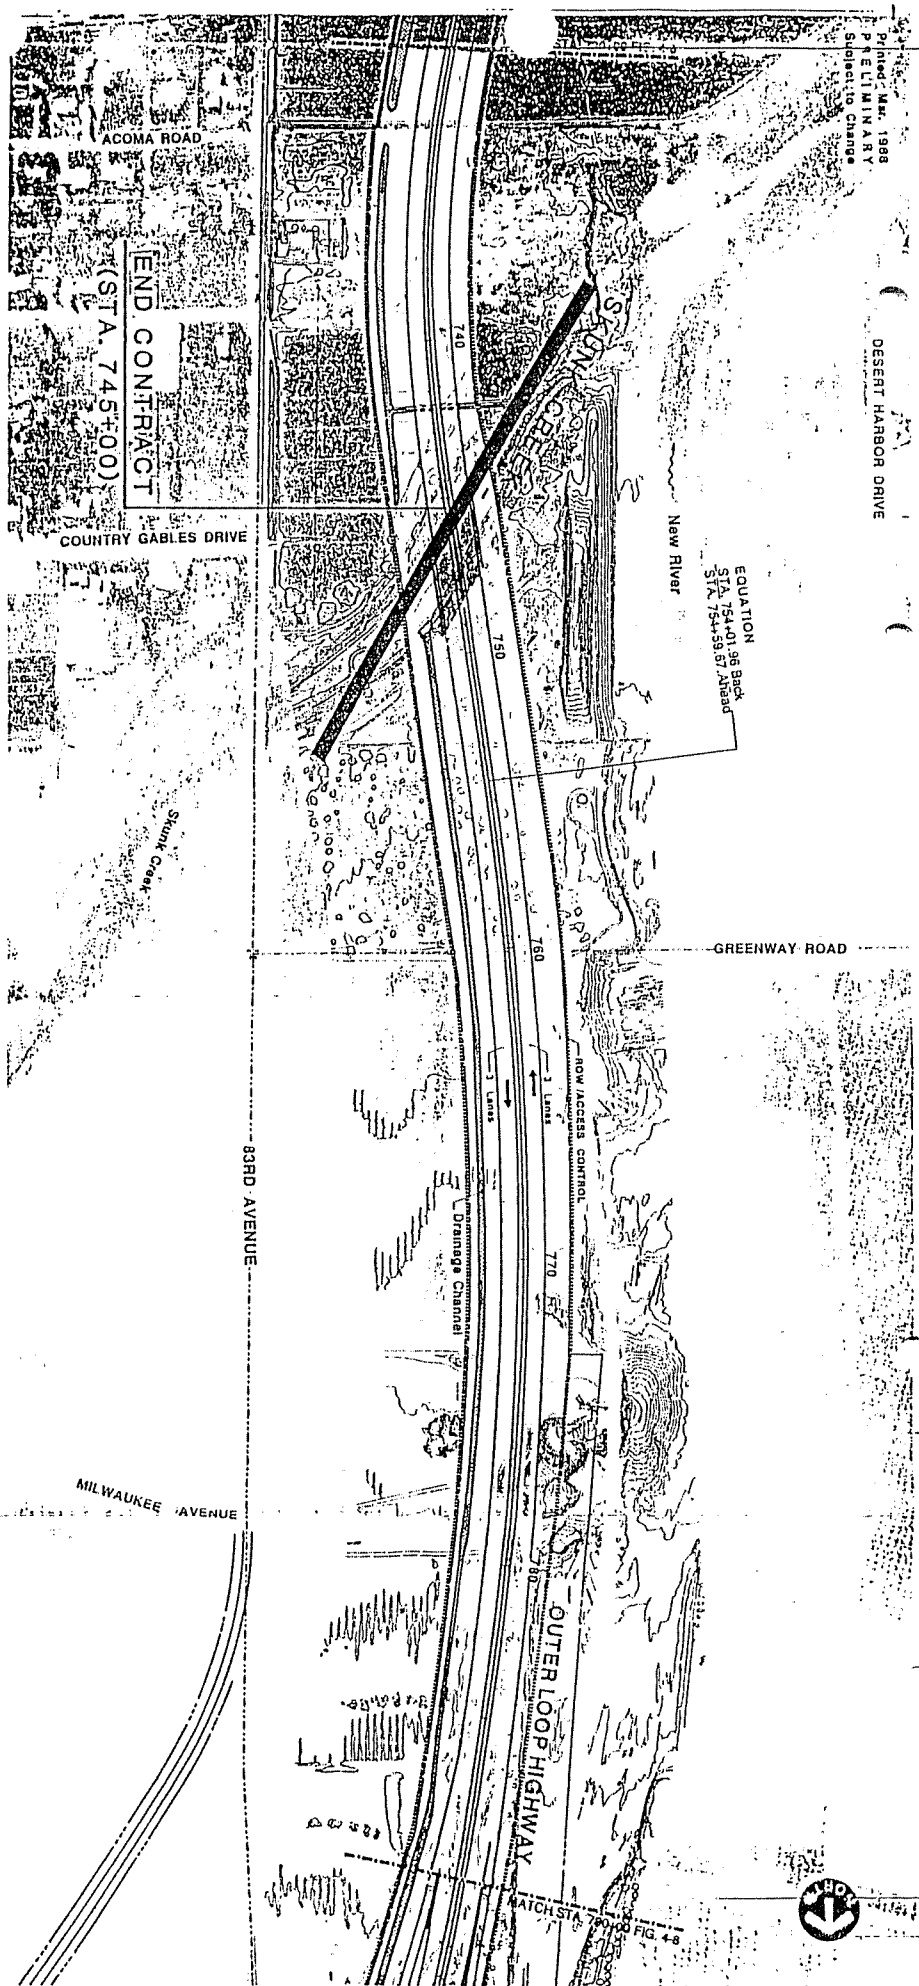 Printed Mar. 1988
PRELIMINARY
Subject to Change
ACOMA ROAD
DESERT HARBOR DRIVE
END CONTRACT
(STA. 745+00)
740
SKUNK CREEK
New River
COUNTRY GABLES DRIVE
EQUATION
STA. 754+01.96 Back
STA. 754+59.67 Ahead
750
Skunk Creek
760
GREENWAY ROAD
3 Lanes
3 Lanes
ROW/ACCESS CONTROL
83RD AVENUE
Drainage Channel
770
MILWAUKEE AVENUE
780
OUTER LOOP HIGHWAY
MATCH STA. 790+00 FIG. 4-8
NORTH